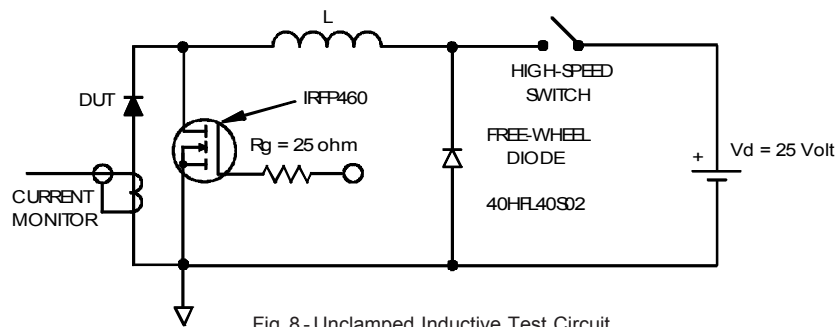 L
HIGH-SPEED
SWITCH
DUT
IRFP460
Rg = 25 ohm
FREE-WHEEL
DIODE
40HFL40S02
+
Vd = 25 Volt
CURRENT
MONITOR
Fig. 8 - Unclamped Inductive Test Circuit